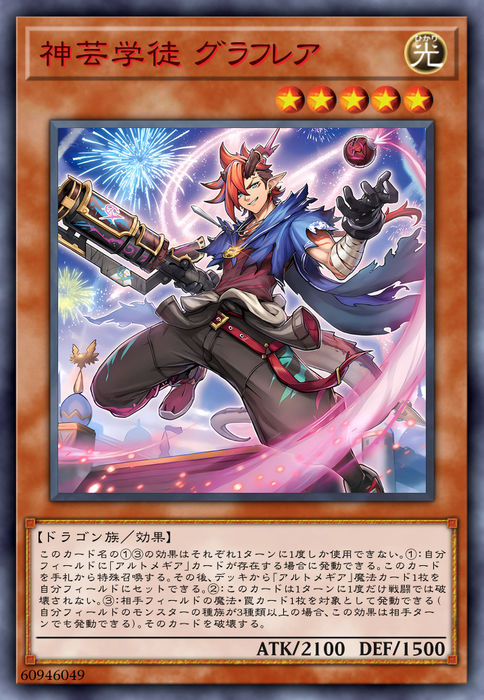 神芸学徒 グラフレア
ひかり
光
【ドラゴン族／効果】
このカード名の①③の効果はそれぞれ1ターンに1度しか使用できない。①：自分
フィールドに「アルトメギア」カードが存在する場合に発動できる。このカード
を手札から特殊召喚する。その後、デッキから「アルトメギア」魔法カード1枚を
自分フィールドにセットできる。②：このカードは1ターンに1度だけ戦闘では破
壊されない。③：相手フィールドの魔法・罠カード1枚を対象として発動できる（
自分フィールドのモンスターの種族が3種類以上の場合、この効果は相手ター
ンでも発動できる）。そのカードを破壊する。
ATK/2100 DEF/1500
60946049